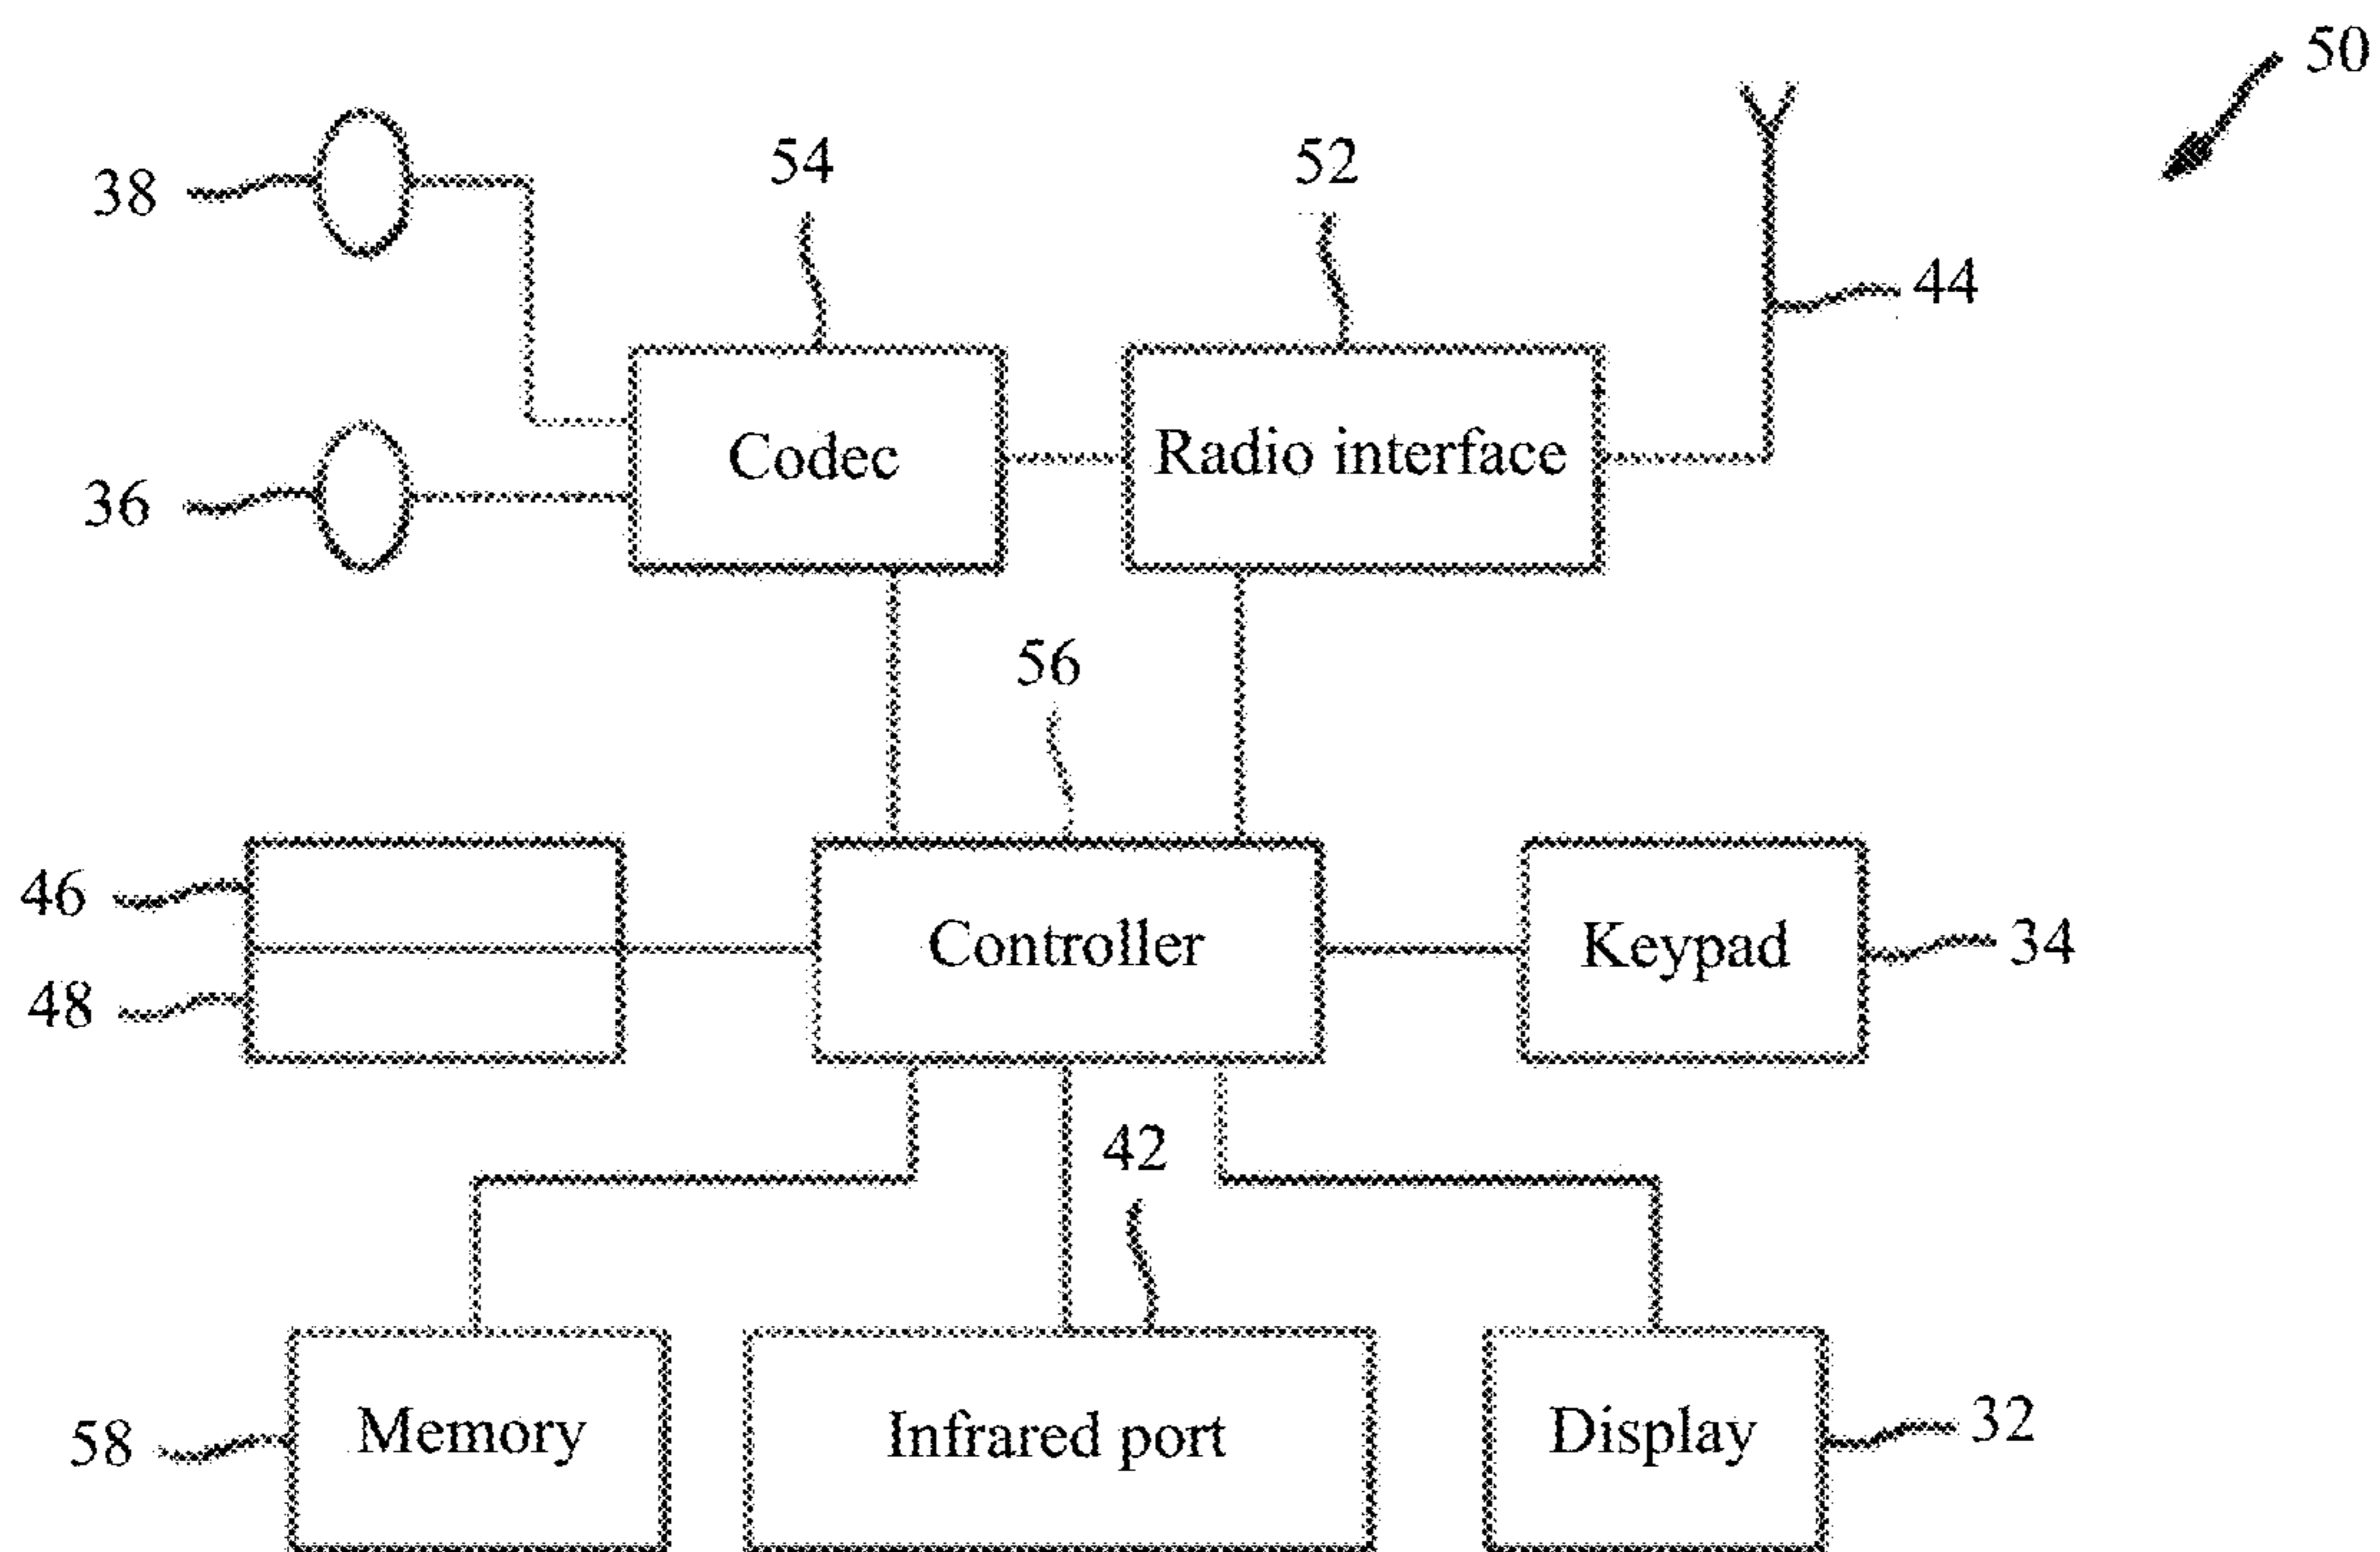 50
54
52
38
44
Codec
Radio interface
36
56
46
Controller
Keypad
34
48
42
58
Memory
Infrared port
Display
32